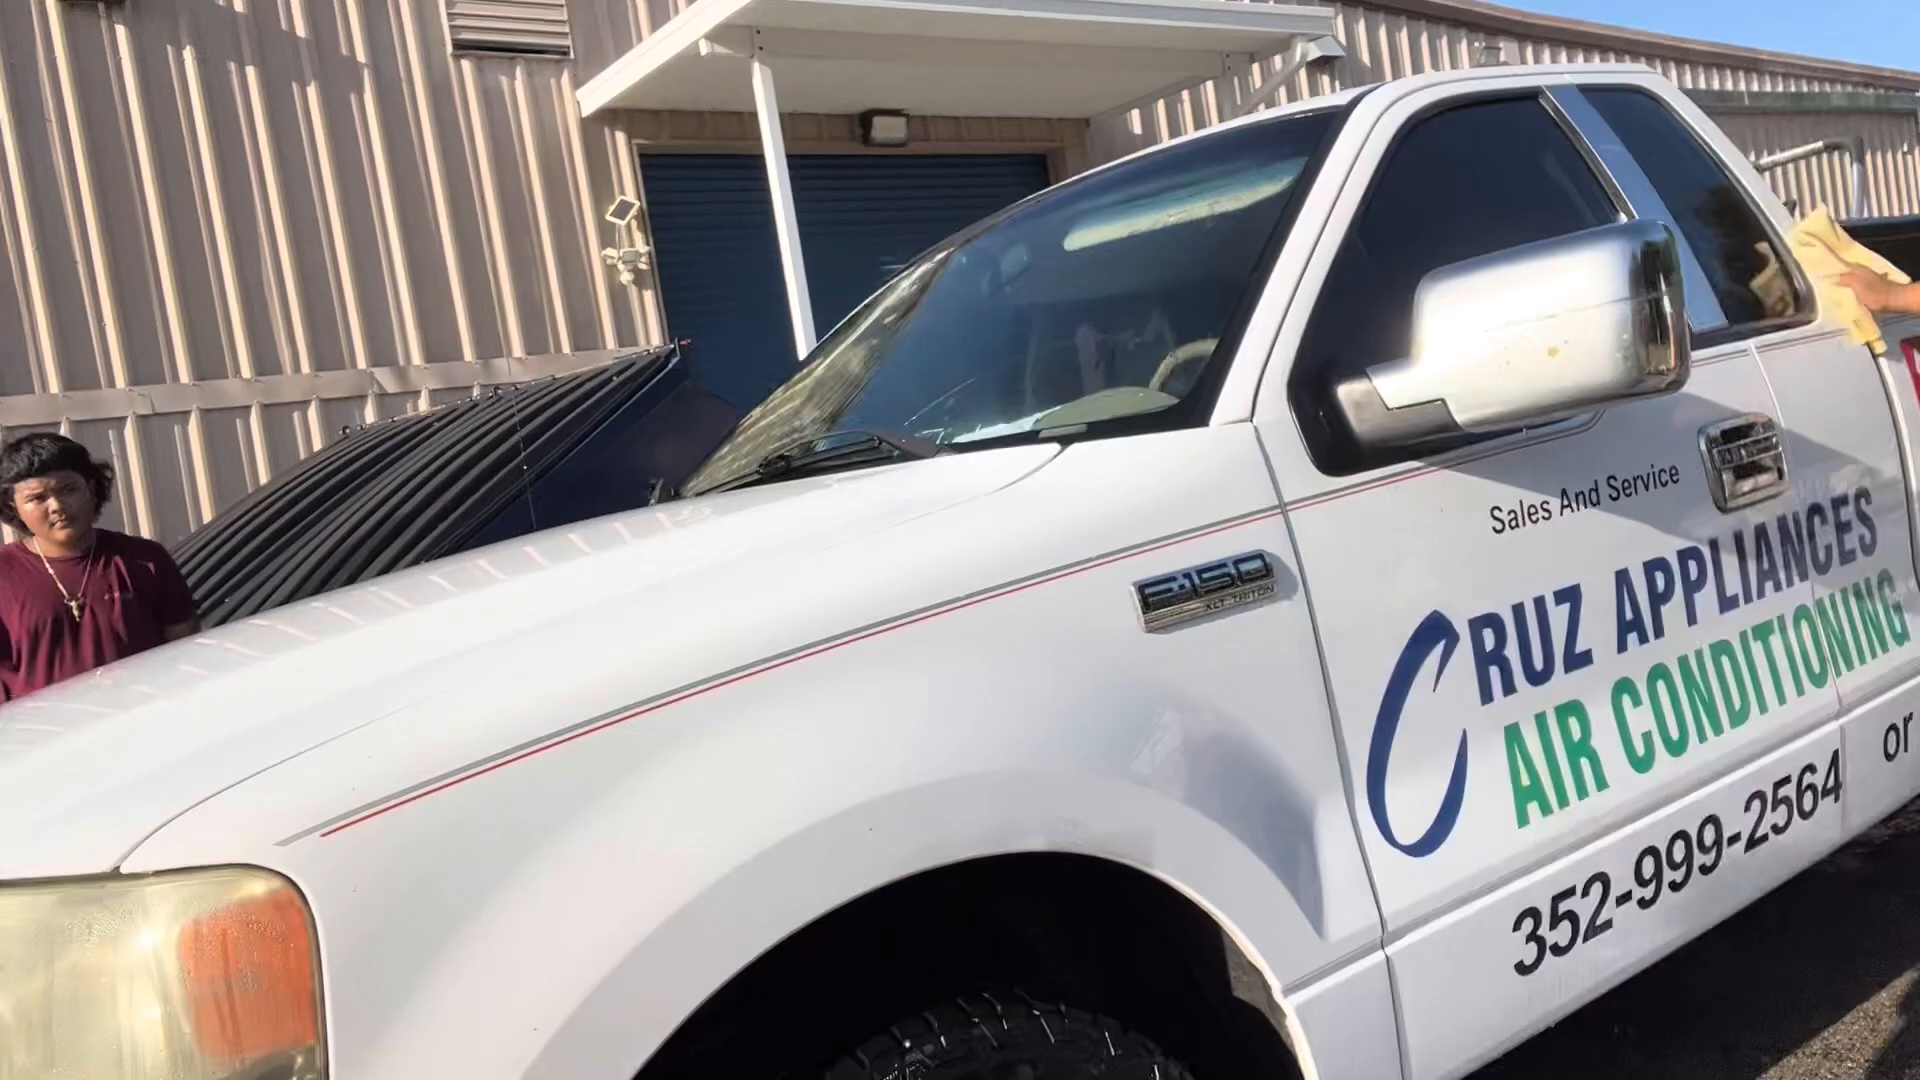 Sales And Service
F-150
XLT TRITON
CRUZ APPLIANCES
AIR CONDITIONING
352-999-2564 or